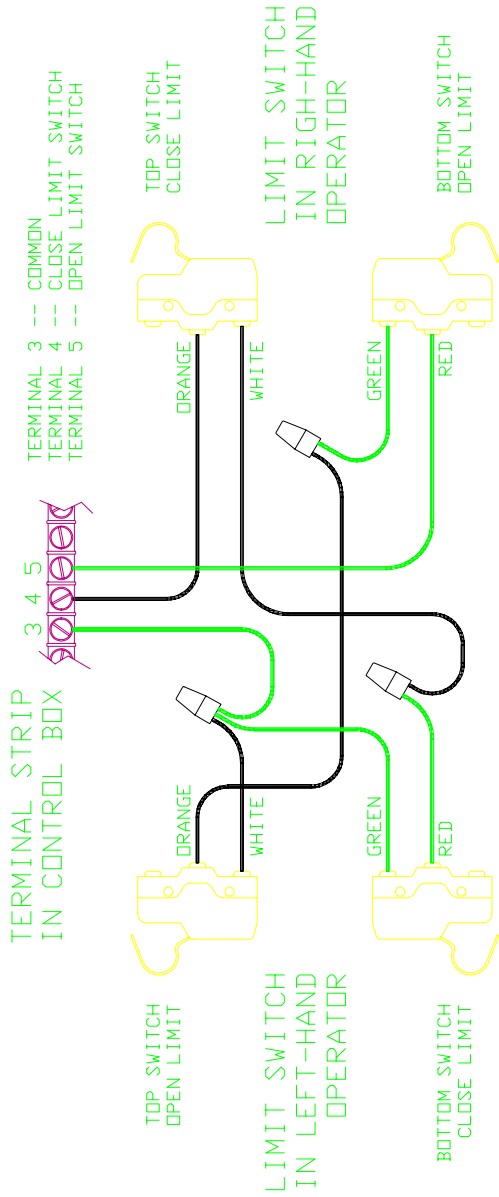 TERMINAL STRIP
IN CONTROL BOX
3 4 5
TERMINAL 3 -- COMMON
TERMINAL 4 -- CLOSE LIMIT SWITCH
TERMINAL 5 -- OPEN LIMIT SWITCH
TOP SWITCH
OPEN LIMIT
ORANGE
WHITE
ORANGE
WHITE
TOP SWITCH
CLOSE LIMIT
LIMIT SWITCH
IN LEFT-HAND
OPERATOR
LIMIT SWITCH
IN RIGH-HAND
OPERATOR
BOTTOM SWITCH
CLOSE LIMIT
GREEN
RED
GREEN
RED
BOTTOM SWITCH
OPEN LIMIT